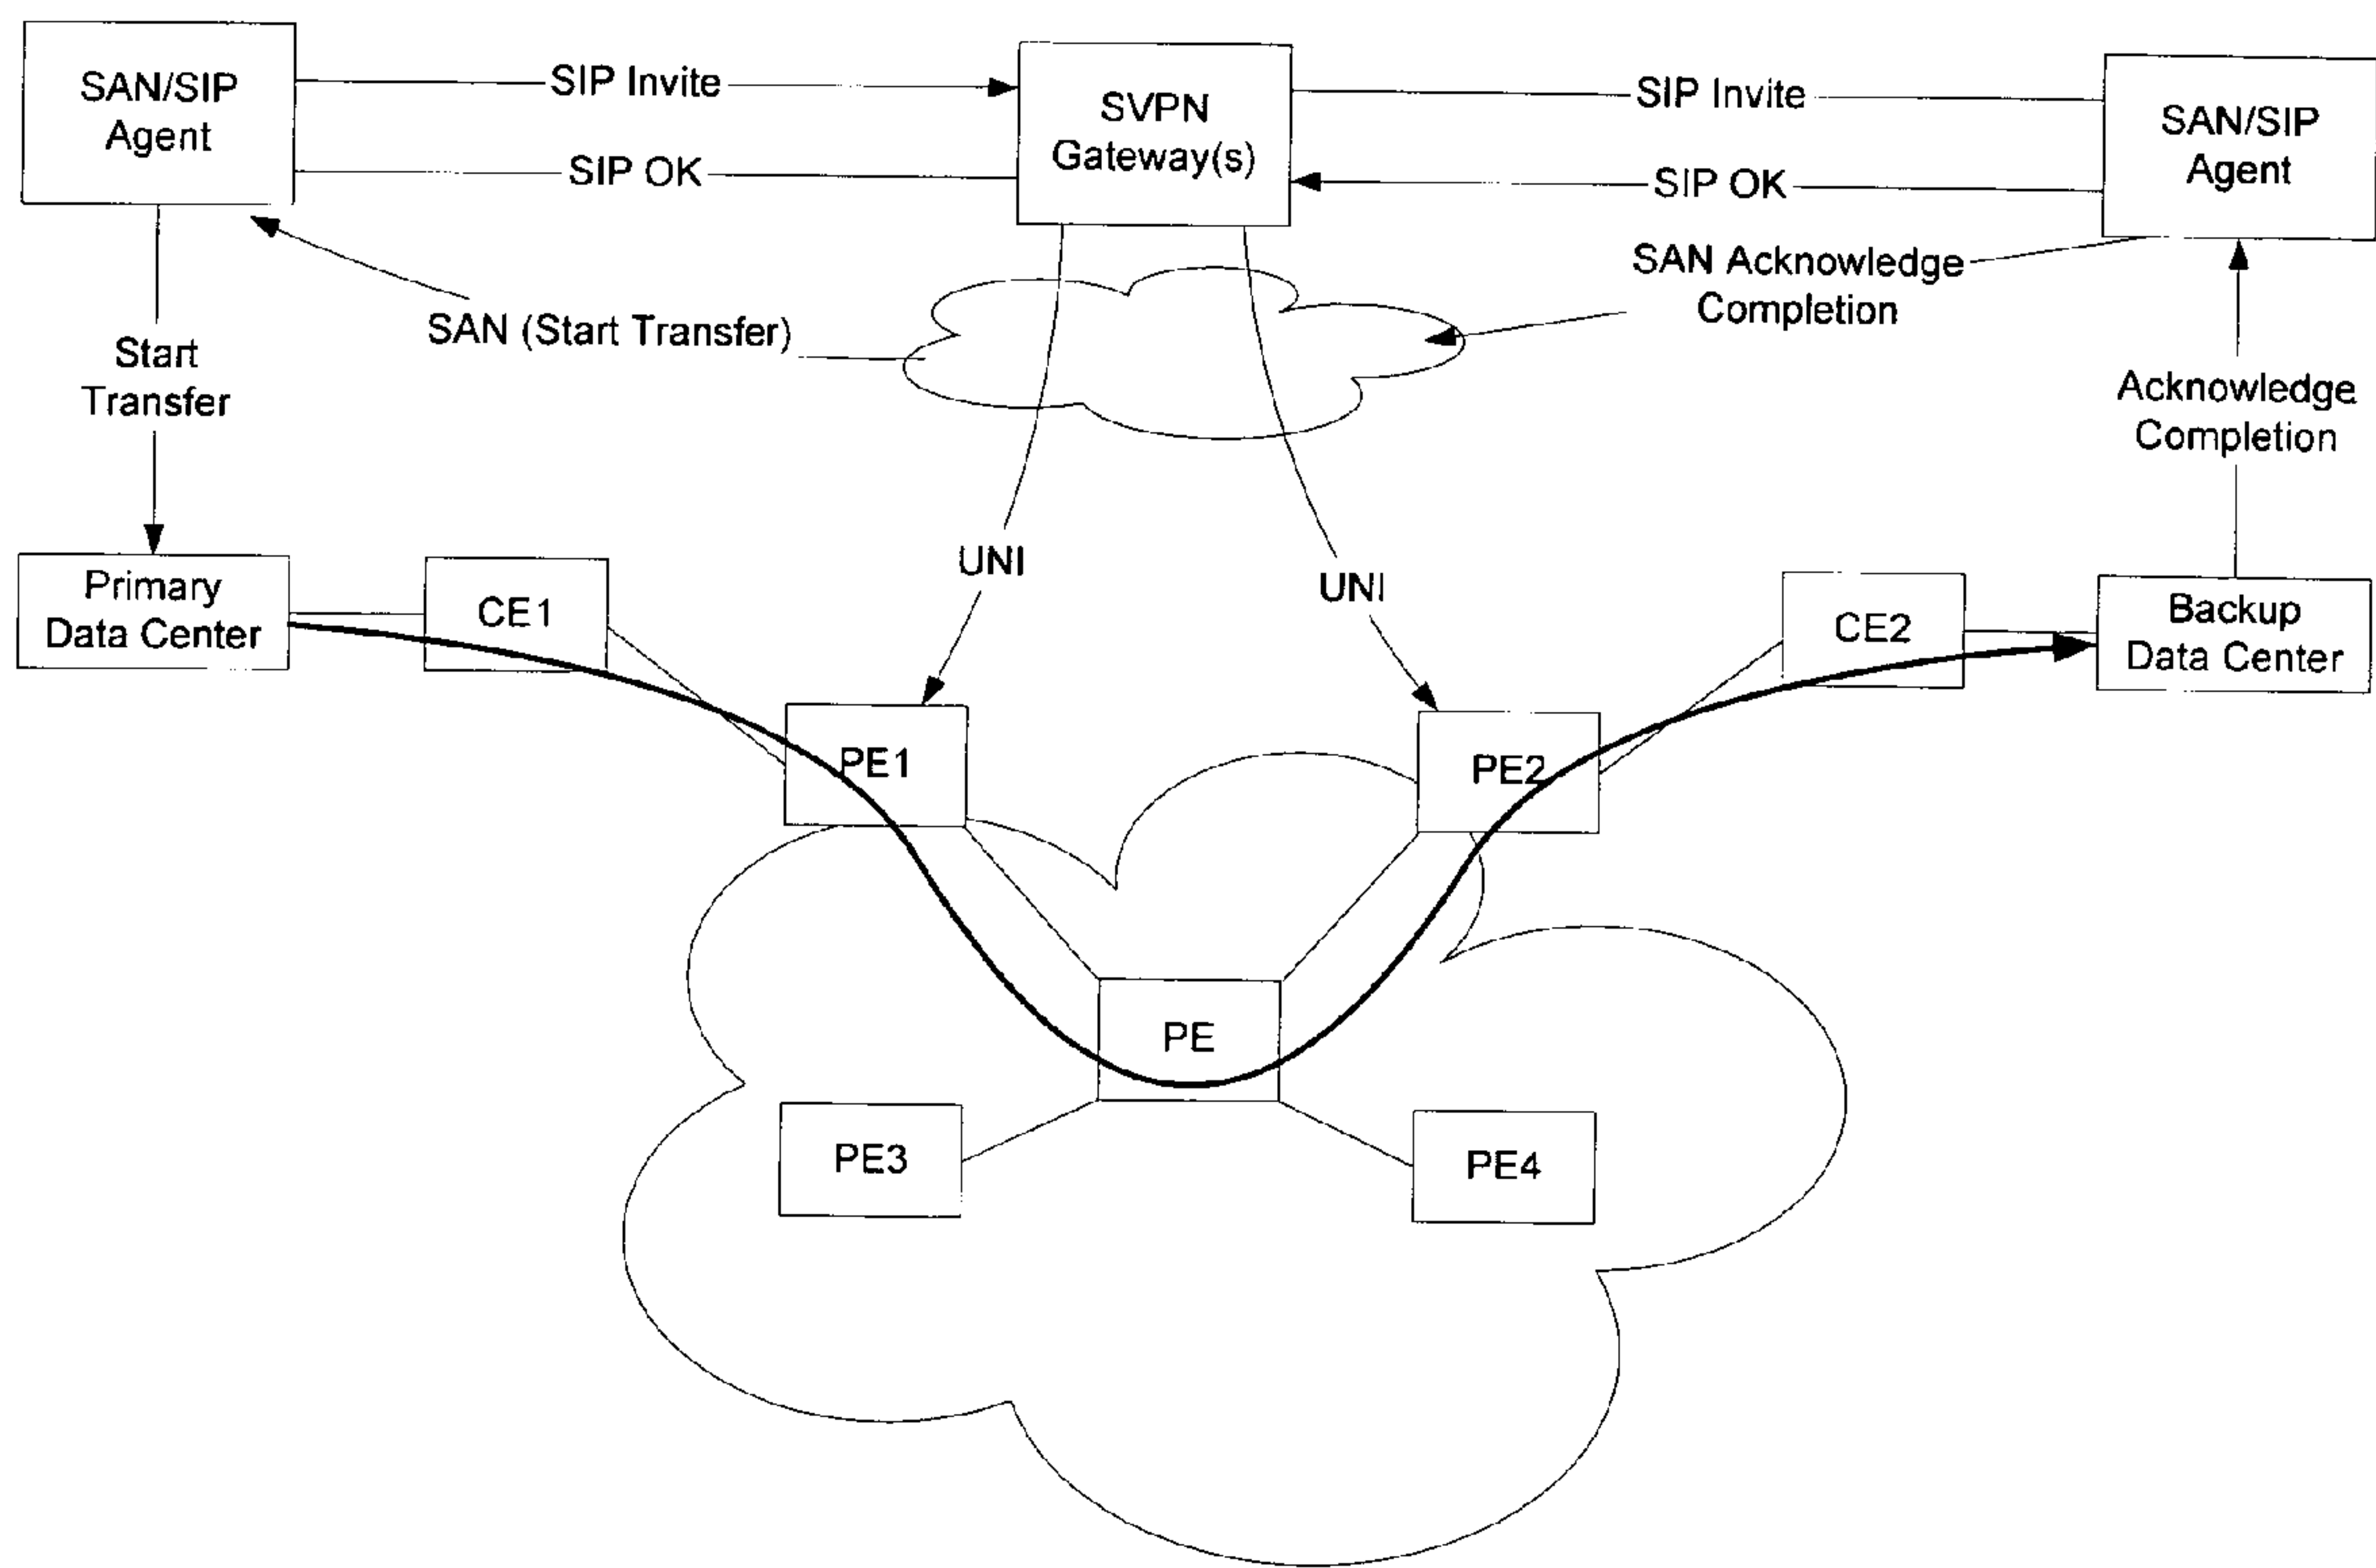 SAN/SIP
Agent
SIP Invite
SIP OK
SVPN
Gateway(s)
SIP Invite
SIP OK
SAN/SIP
Agent
SAN Acknowledge
Completion
SAN (Start Transfer)
Start
Transfer
Acknowledge
Completion
UNI
UNI
Primary
Data Center
CE1
CE2
Backup
Data Center
PE1
PE2
PE
PE3
PE4